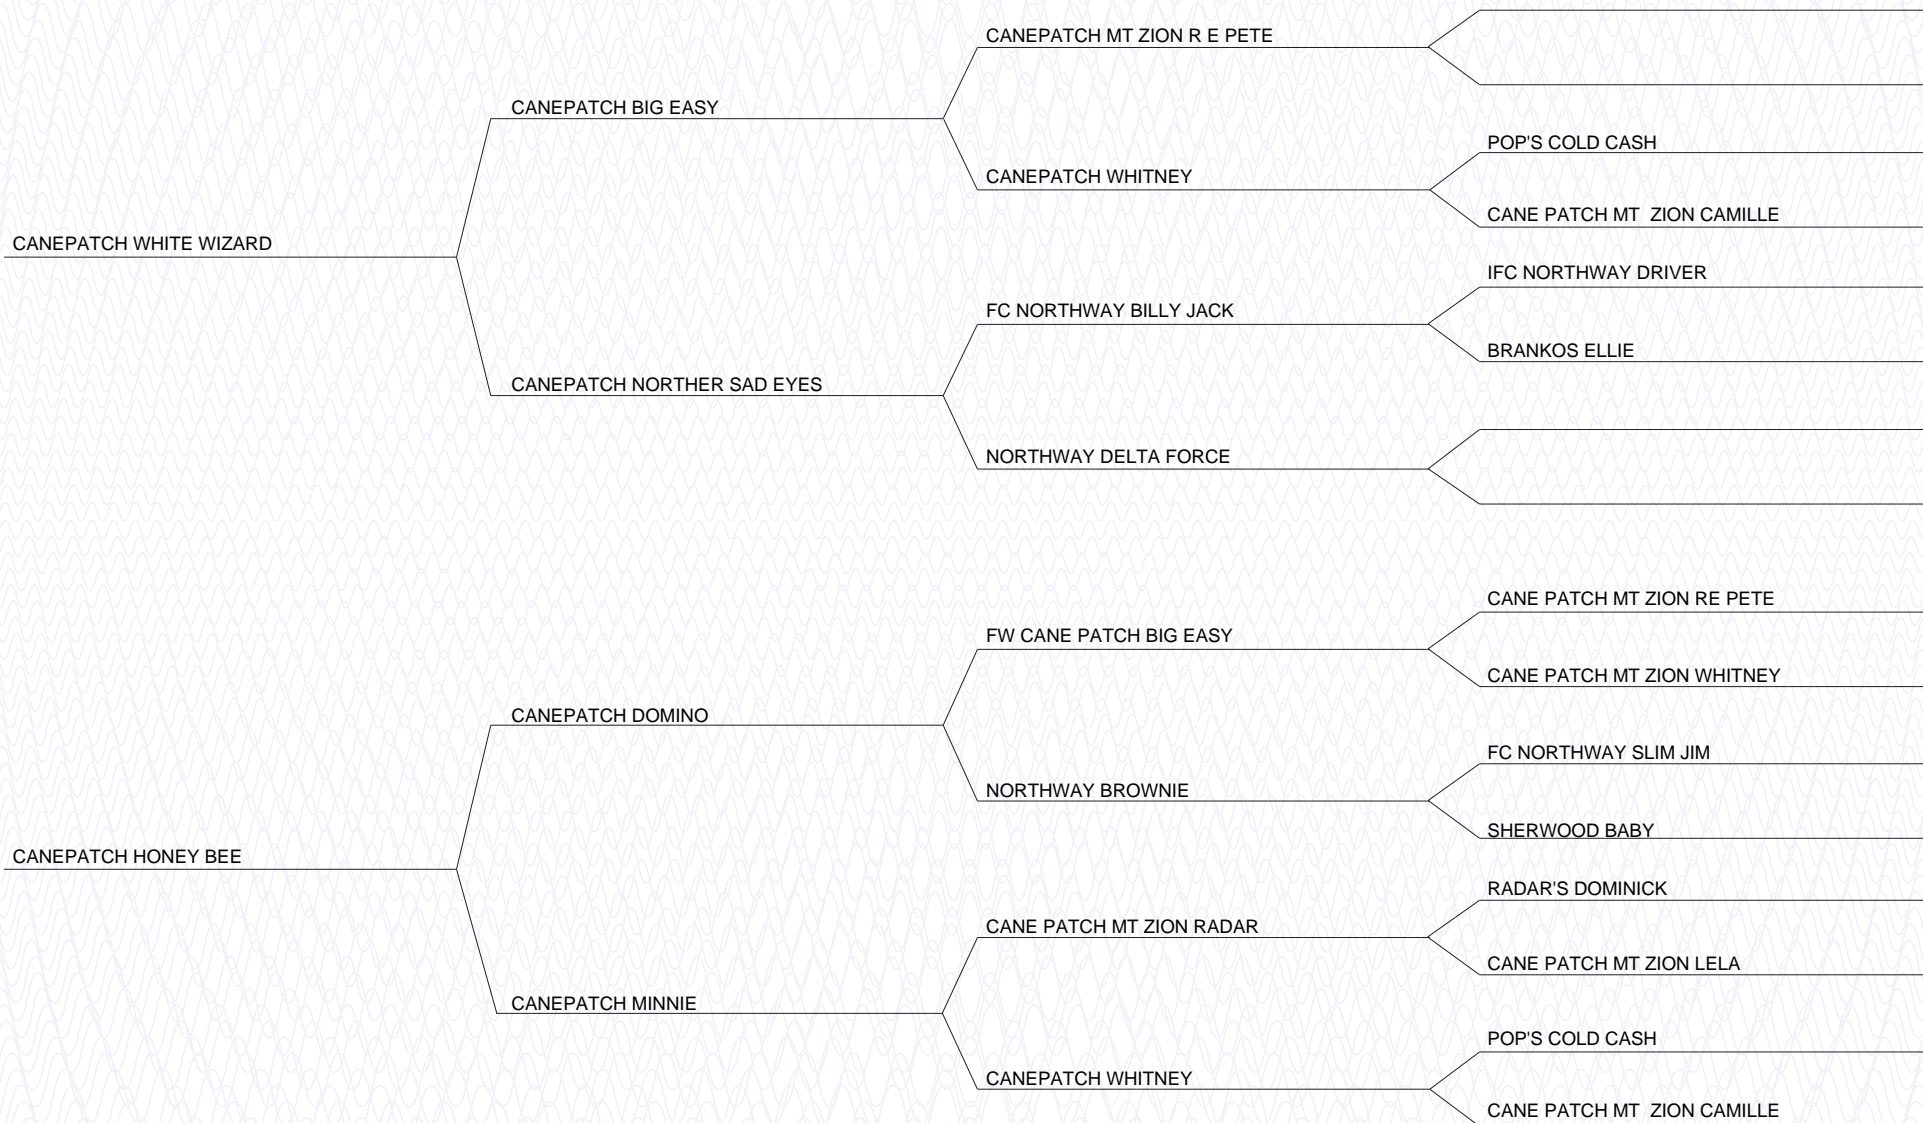 CANEPATCH MT ZION R E PETE
CANEPATCH BIG EASY
POP'S COLD CASH
CANEPATCH WHITNEY
CANE PATCH MT  ZION CAMILLE
CANEPATCH WHITE WIZARD
IFC NORTHWAY DRIVER
FC NORTHWAY BILLY JACK
BRANKOS ELLIE
CANEPATCH NORTHER SAD EYES
NORTHWAY DELTA FORCE
CANE PATCH MT ZION RE PETE
FW CANE PATCH BIG EASY
CANE PATCH MT ZION WHITNEY
CANEPATCH DOMINO
FC NORTHWAY SLIM JIM
NORTHWAY BROWNIE
SHERWOOD BABY
CANEPATCH HONEY BEE
RADAR'S DOMINICK
CANE PATCH MT ZION RADAR
CANE PATCH MT ZION LELA
CANEPATCH MINNIE
POP'S COLD CASH
CANEPATCH WHITNEY
CANE PATCH MT  ZION CAMILLE